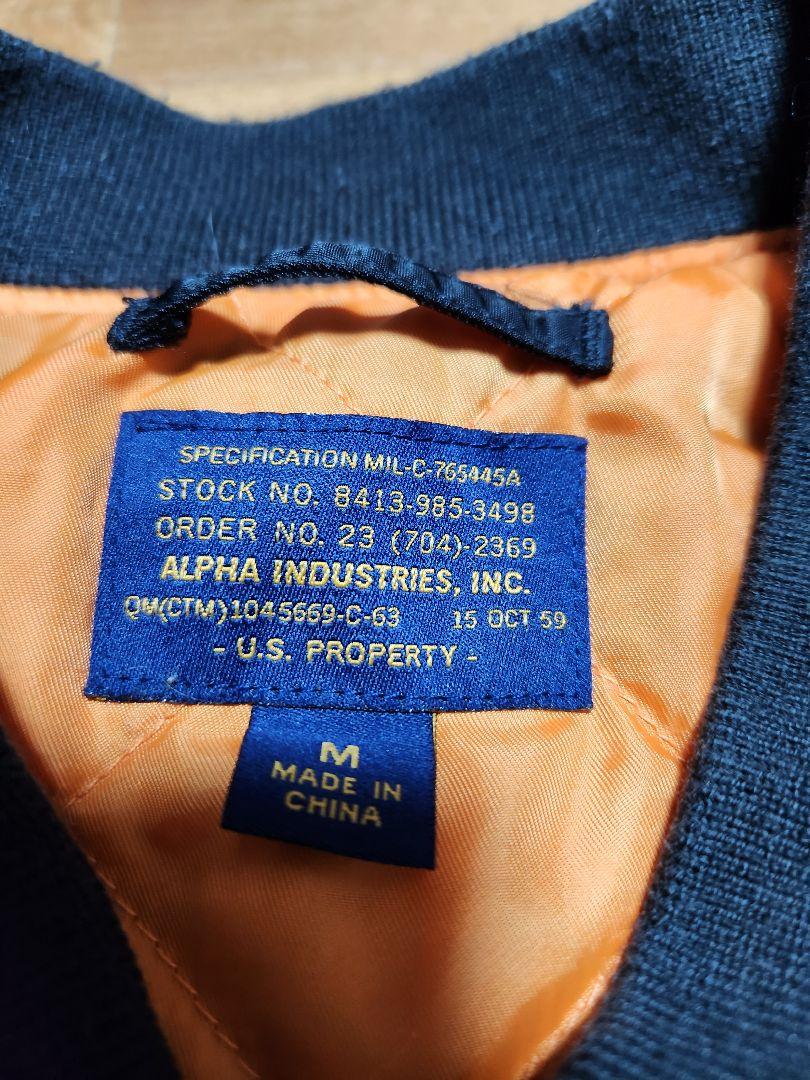 SPECIFICATION MIL-C-765445A
STOCK NO. 8413-985-3498
ORDER NO. 23 (704)-2369
ALPHA INDUSTRIES, INC.
QM(CTM)1045669-C-63 15 OCT 59
- U.S. PROPERTY -
M
MADE IN
CHINA